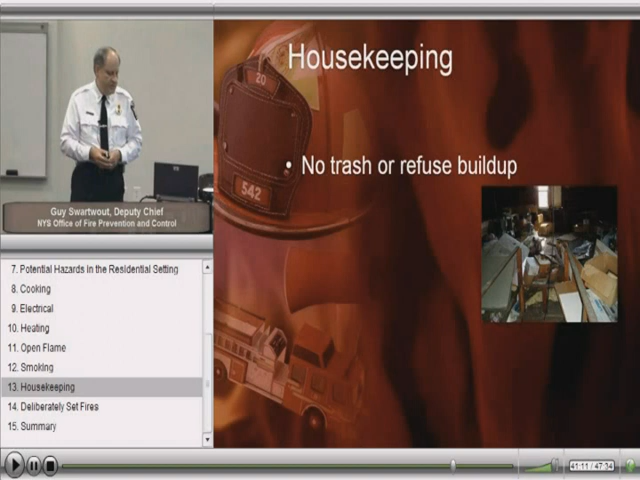 Housekeeping
• No trash or refuse buildup
20
542
Guy Swartwout, Deputy Chief
NYS Office of Fire Prevention and Control
7. Potential Hazards in the Residential Setting
8. Cooking
9. Electrical
10. Heating
11. Open Flame
12. Smoking
13. Housekeeping
14. Deliberately Set Fires
15. Summary
41:11 / 47:34
?